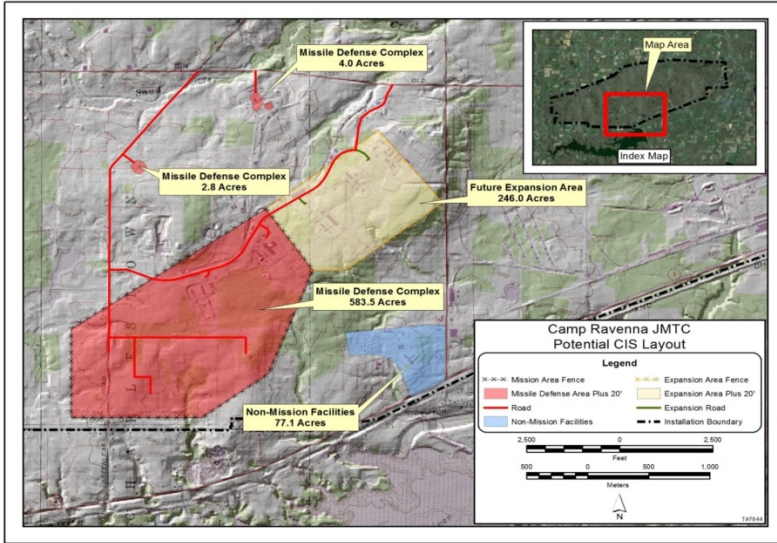 Missile Defense Complex
4.0 Acres
Map Area
Index Map
Sand
OLD
Missile Defense Complex
2.8 Acres
Future Expansion Area
246.0 Acres
Missile Defense Complex
583.5 Acres
Non-Mission Facilities
77.1 Acres
Camp Ravenna JMTC
Potential CIS Layout
Legend
Mission Area Fence
Expansion Area Fence
Missile Defense Area Plus 20'
Expansion Area Plus 20'
Road
Expansion Road
Non-Mission Facilities
Installation Boundary
2,500 0 2,500
Feet
500 0 500 1,000
Meters
N